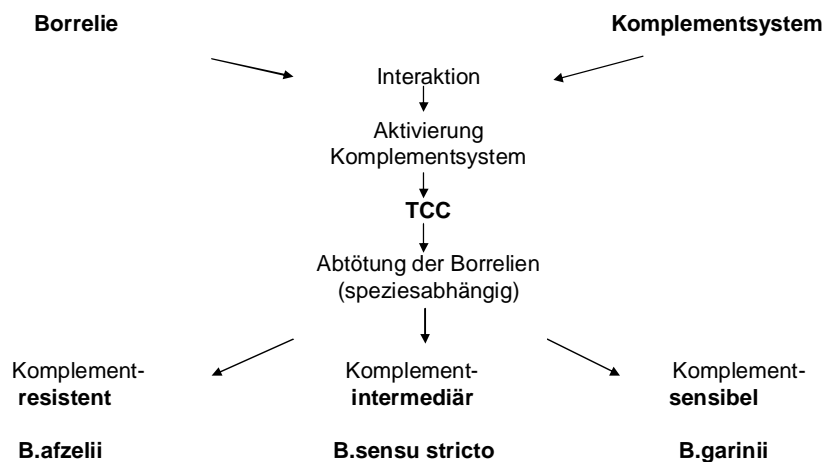 Borrelie Komplementsystem
Interaktion
Aktivierung
Komplementsystem
TCC
Abtötung der Borrelien
(speziesabhängig)
Komplement- Komplement- Komplement-
resistent intermediär sensibel
B.afzelii B.sensu stricto B.garinii